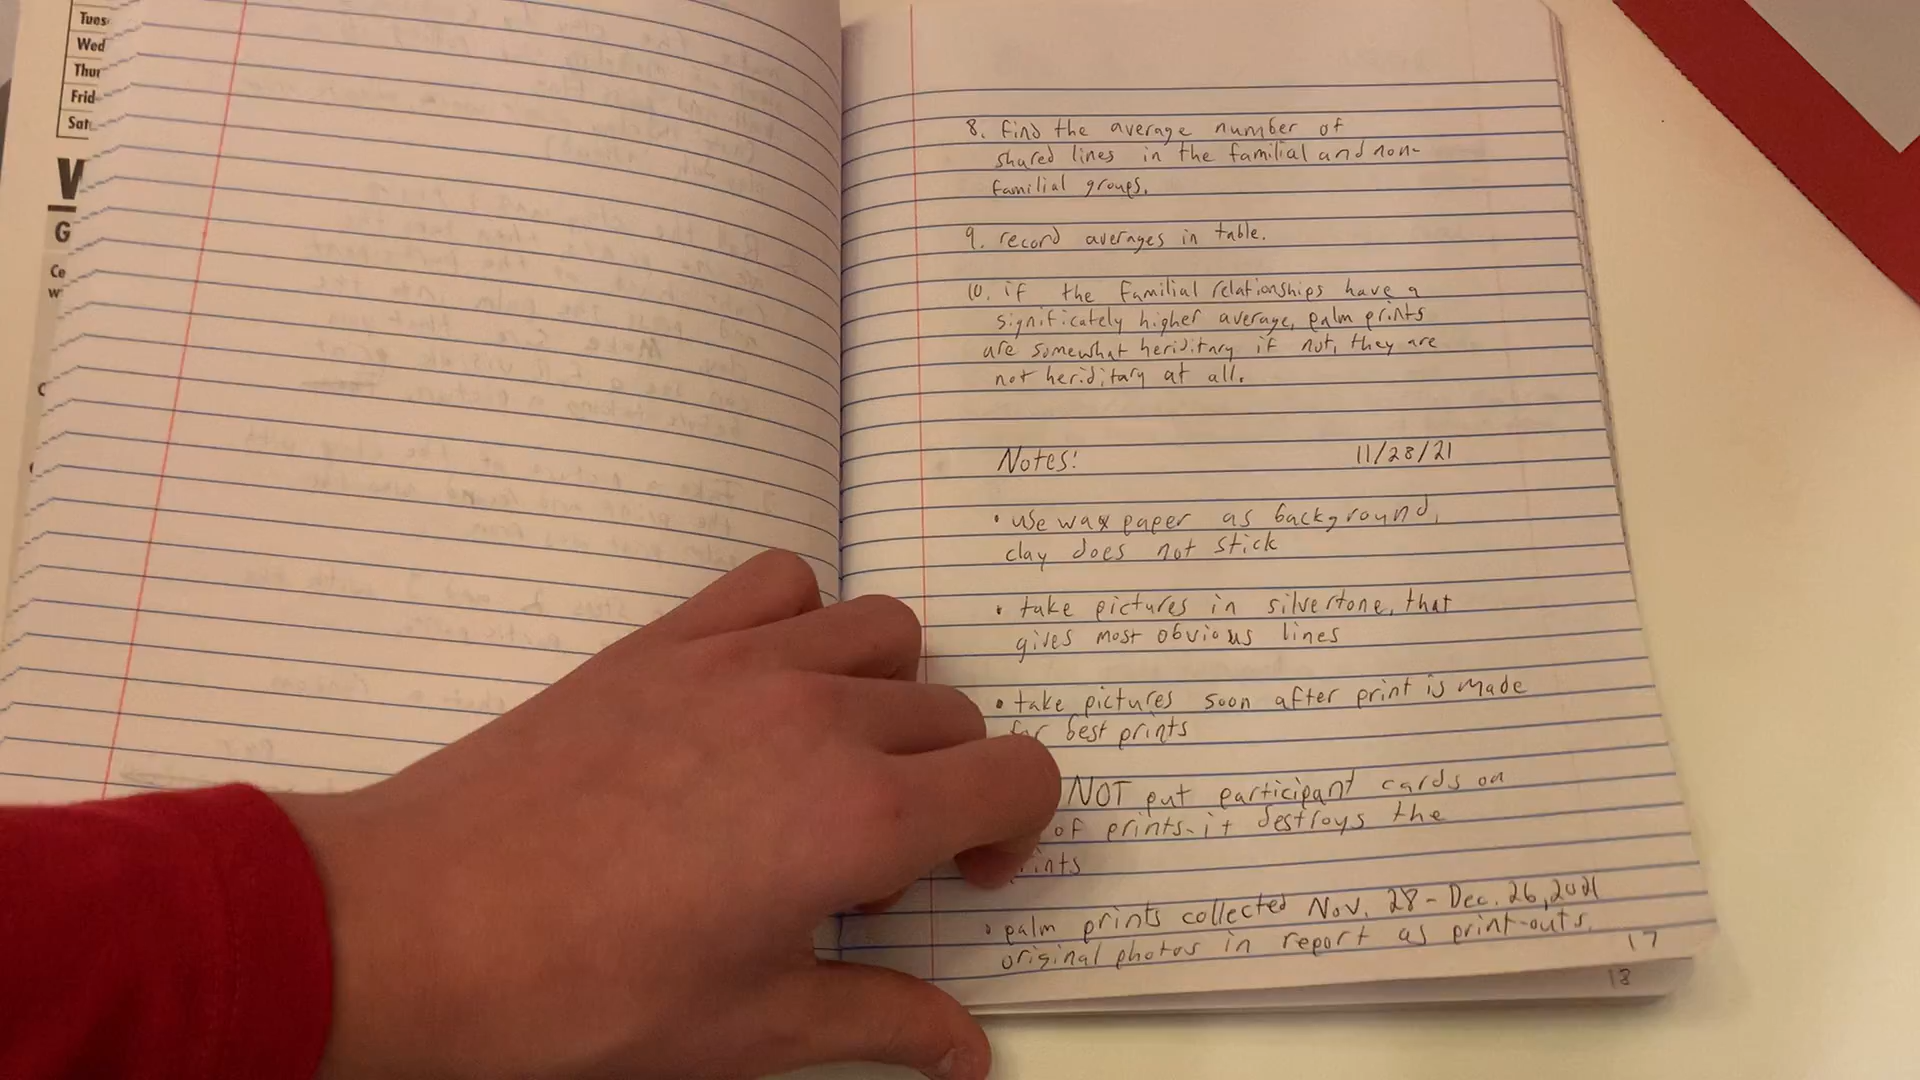 Tues
Wed
Thur
Frid
Sat
W
G
Ce
w
8. find the average number of
shared lines in the familial and non-
familial groups.
9. record averages in table.
10. if the familial relationships have a
significately higher average, palm prints
are somewhat heriditary if not, they are
not heriditary at all.
Notes: 11/28/21
• use wax paper as background,
clay does not stick
• take pictures in silvertone, that
gives most obvious lines
• take pictures soon after print is made
for best prints
NOT put participant cards on
of prints-it destroys the
rints
• palm prints collected Nov. 28 - Dec. 26, 2021
original photos in report as print-outs.
17
18